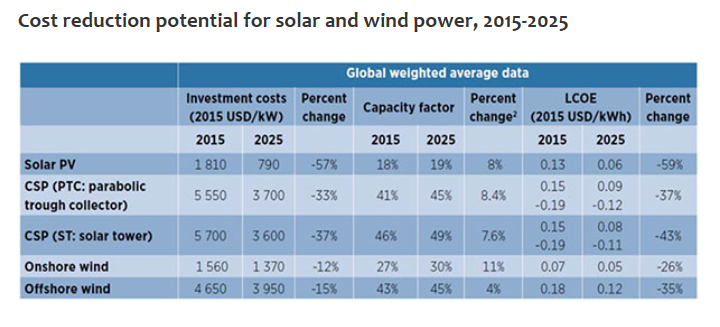 Cost reduction potential for solar and wind power, 2015-2025
Global weighted average data
Investment costs (2015 USD/kW) Percent change Capacity factor Percent change² LCOE (2015 USD/kWh) Percent change
2015 2025 2015 2025 2015 2025
Solar PV 1 810 790 -57% 18% 19% 8% 0.13 0.06 -59%
CSP (PTC: parabolic trough collector) 5 550 3 700 -33% 41% 45% 8.4% 0.15 -0.19 0.09 -0.12 -37%
CSP (ST: solar tower) 5 700 3 600 -37% 46% 49% 7.6% 0.15 -0.19 0.08 -0.11 -43%
Onshore wind 1 560 1 370 -12% 27% 30% 11% 0.07 0.05 -26%
Offshore wind 4 650 3 950 -15% 43% 45% 4% 0.18 0.12 -35%